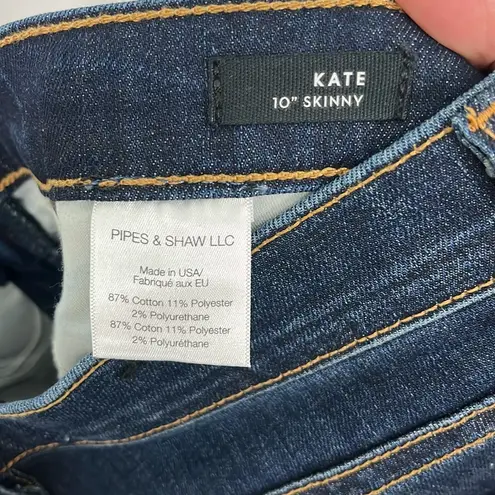 KATE
10" SKINNY
PIPES & SHAW LLC
Made in USA/
Fabriqué aux EU
87% Cotton 11% Polyester
2% Polyurethane
87% Coton 11% Polyester
2% Polyuréthane